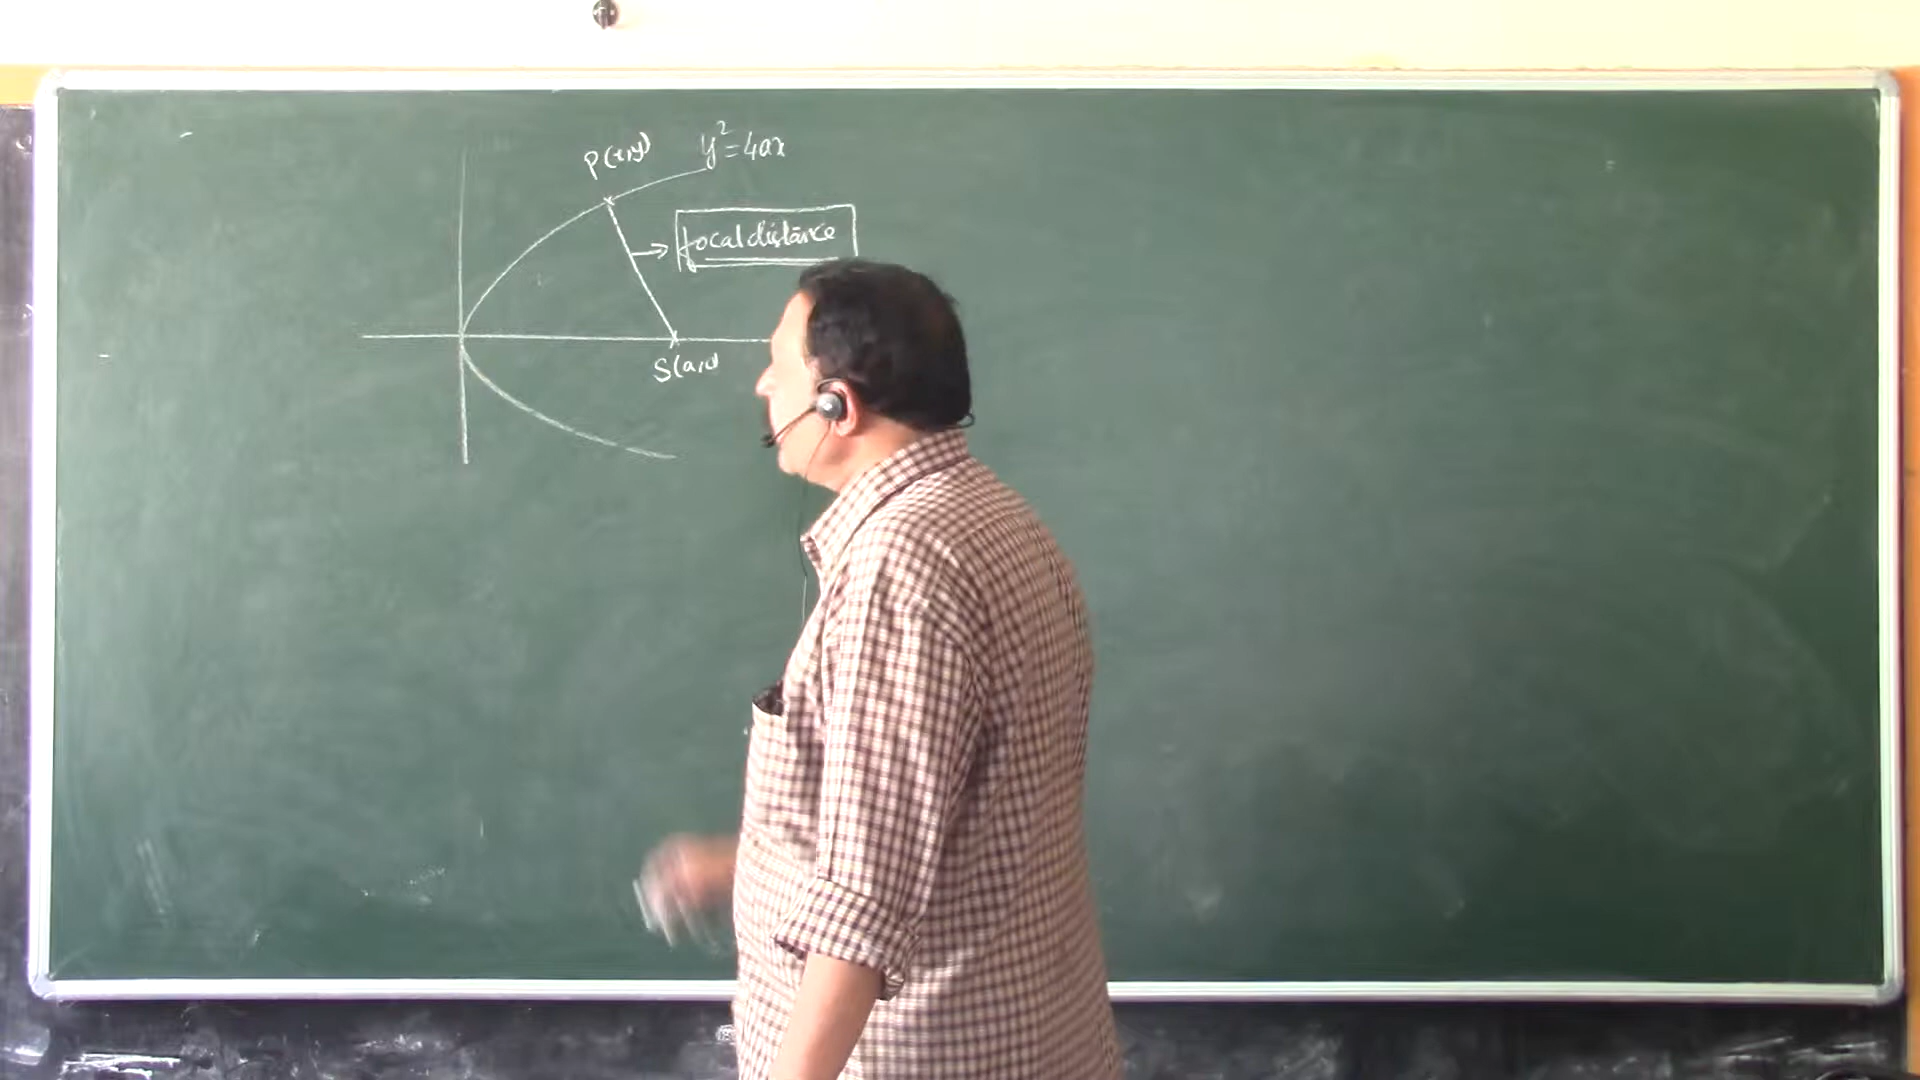 P(x,y) y²=4ax
focal distance
S(a,0)